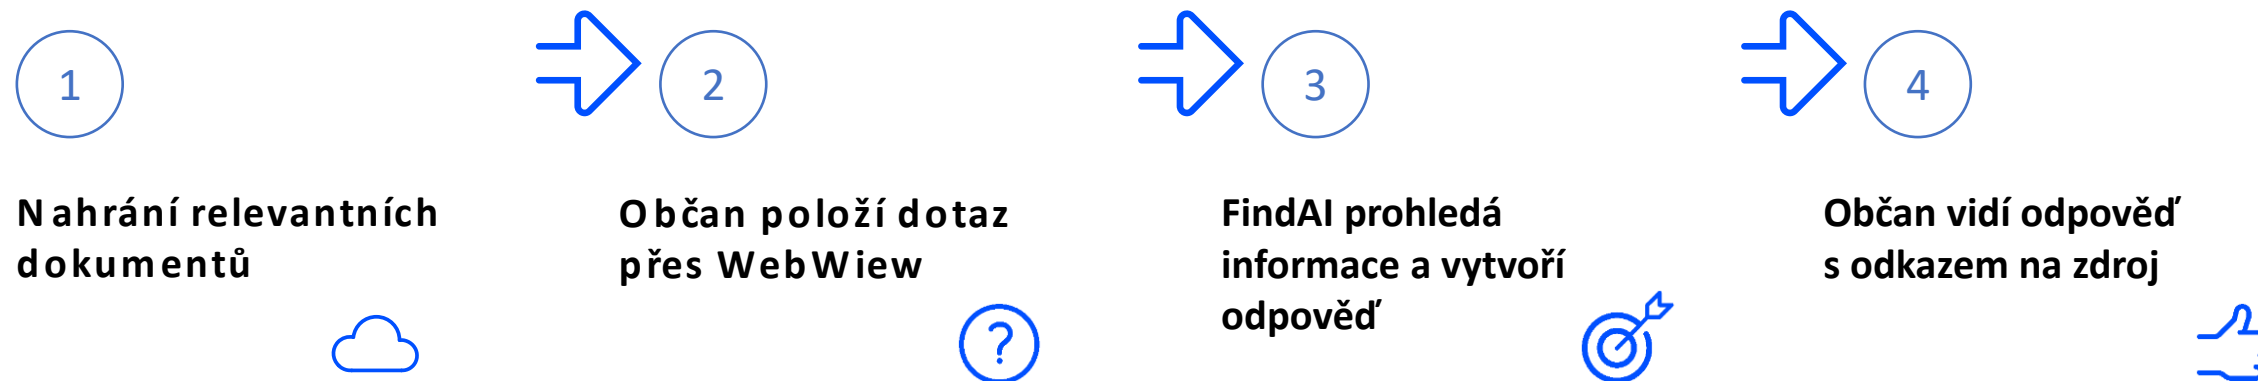 1
Nahrání relevantních
dokumentů
2
Občan položí dotaz
přes WebWiew
3
FindAI prohledá
informace a vytvoří
odpověď
?
4
Občan vidí odpověď
s odkazem na zdroj